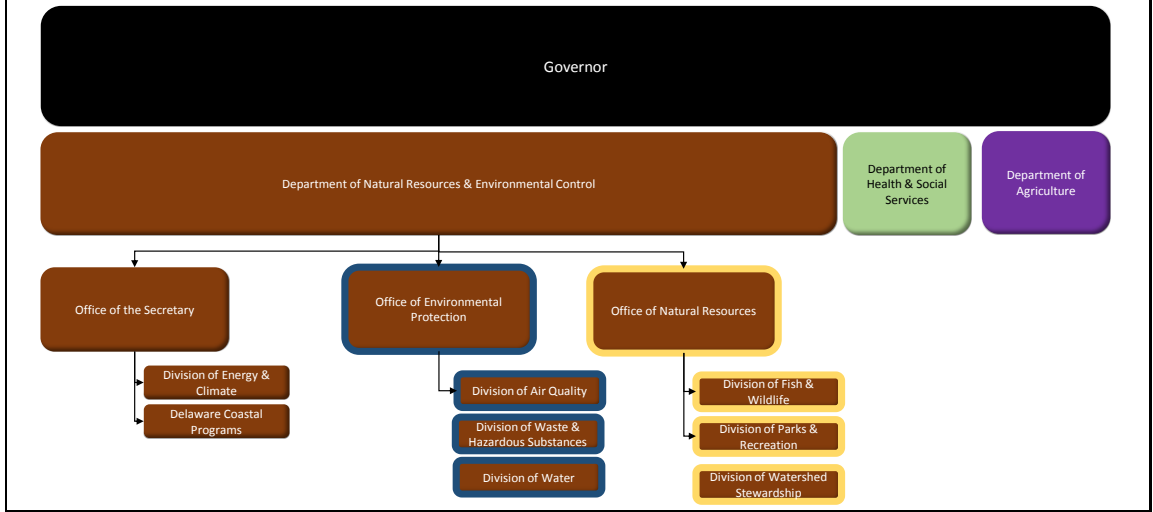 Governor
Department of Natural Resources & Environmental Control
Department of
Health & Social
Services
Department of
Agriculture
Office of the Secretary
Office of Environmental
Protection
Office of Natural Resources
Division of Energy &
Climate
Delaware Coastal
Programs
Division of Air Quality
Division of Waste &
Hazardous Substances
Division of Water
Division of Fish &
Wildlife
Division of Parks &
Recreation
Division of Watershed
Stewardship